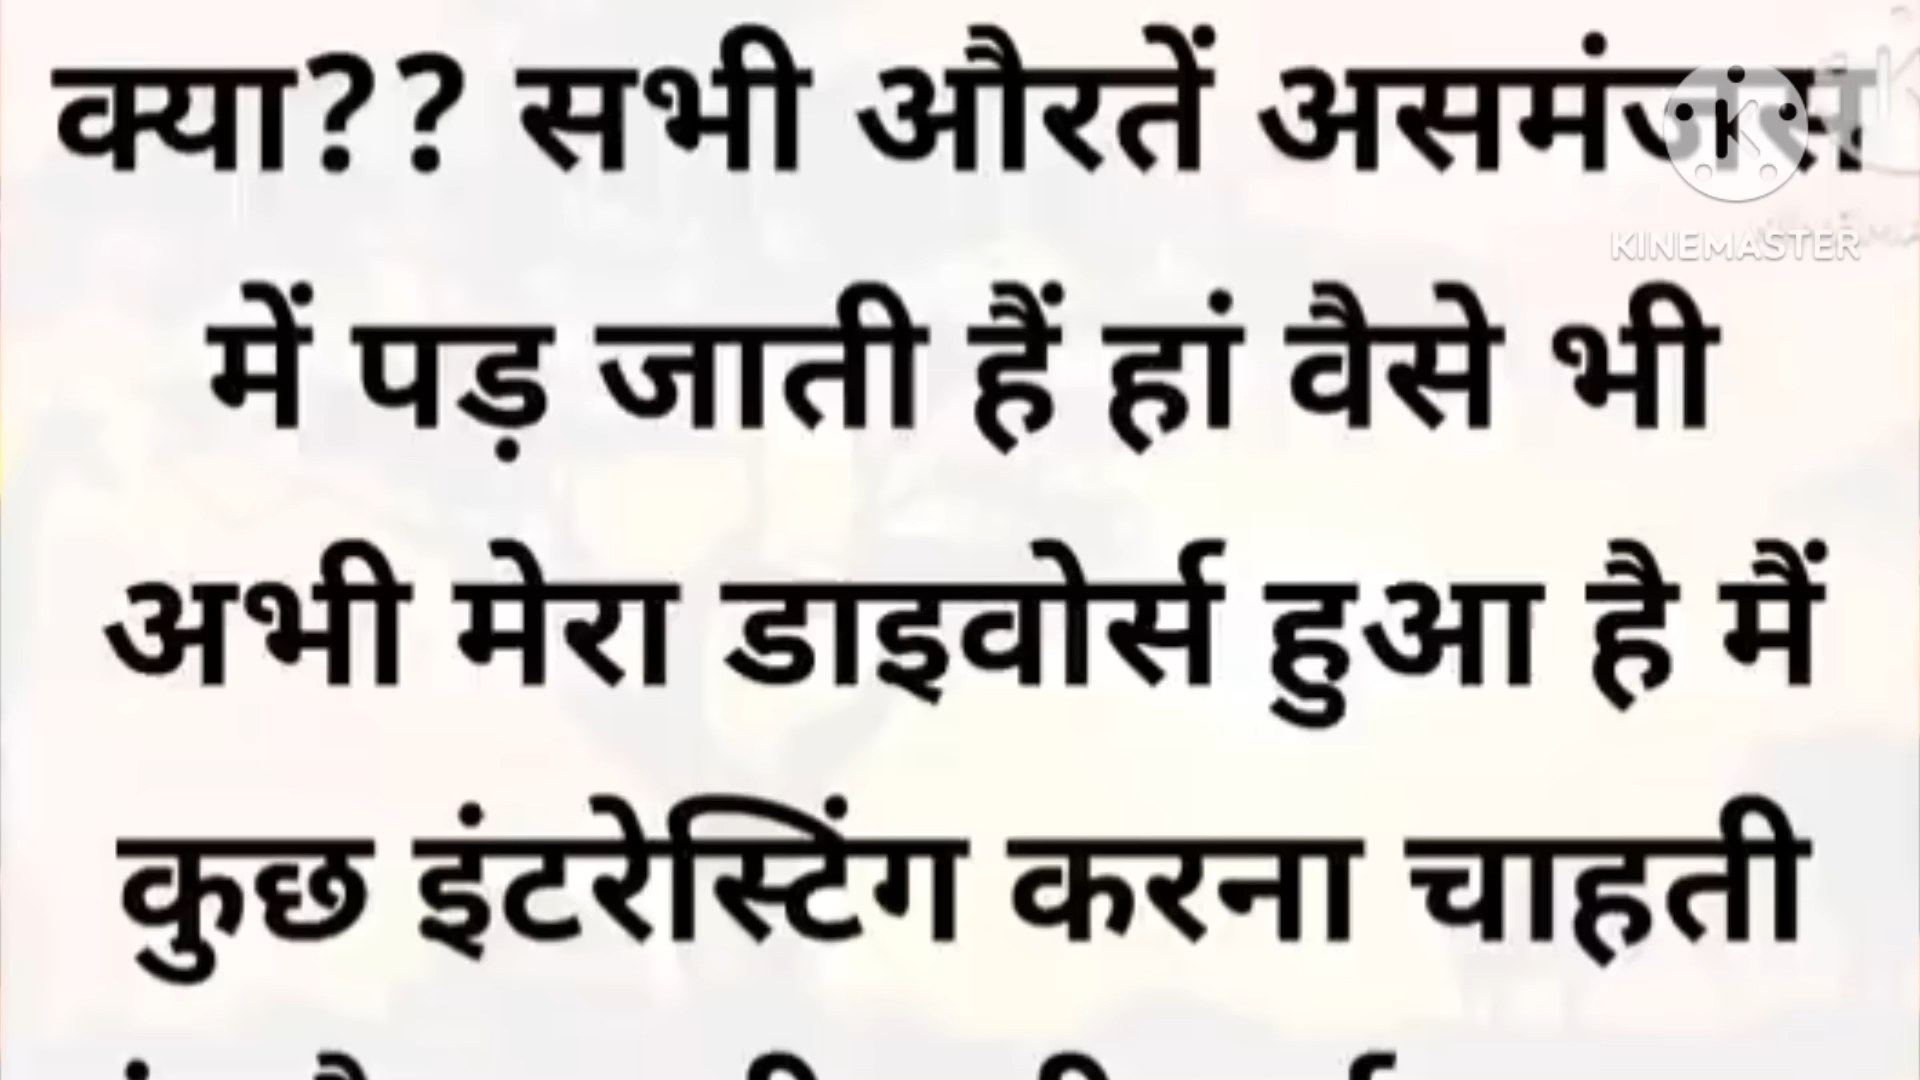 क्या?? सभी औरतें असमंजस
KINEMASTER
में पड़ जाती हैं हां वैसे भी
अभी मेरा डाइवोर्स हुआ है मैं
कुछ इंटरेस्टिंग करना चाहती